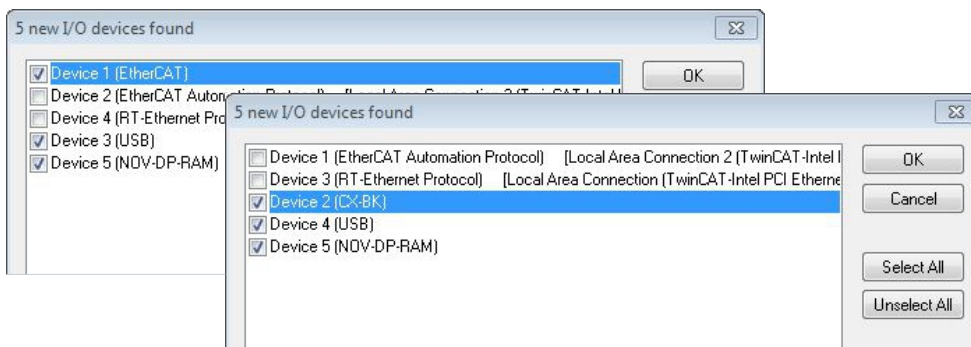 5 new I/O devices found
Device 1 (EtherCAT)
OK
Device 2 (EtherCAT
Device 4 (RT-Ethernet
Device 3 (USB)
Device 5 (NOV-DP-RAM)
5 new I/O devices found
Device 1 (EtherCAT Automation Protocol) [Local Area Connection 2 (TwinCAT-Intel
OK
Device 3 (RT-Ethernet Protocol) [Local Area Connection (TwinCAT-Intel PCI Etherne
Device 2 (CX-BK)
Cancel
Device 4 (USB)
Device 5 (NOV-DP-RAM)
Select All
Unselect All